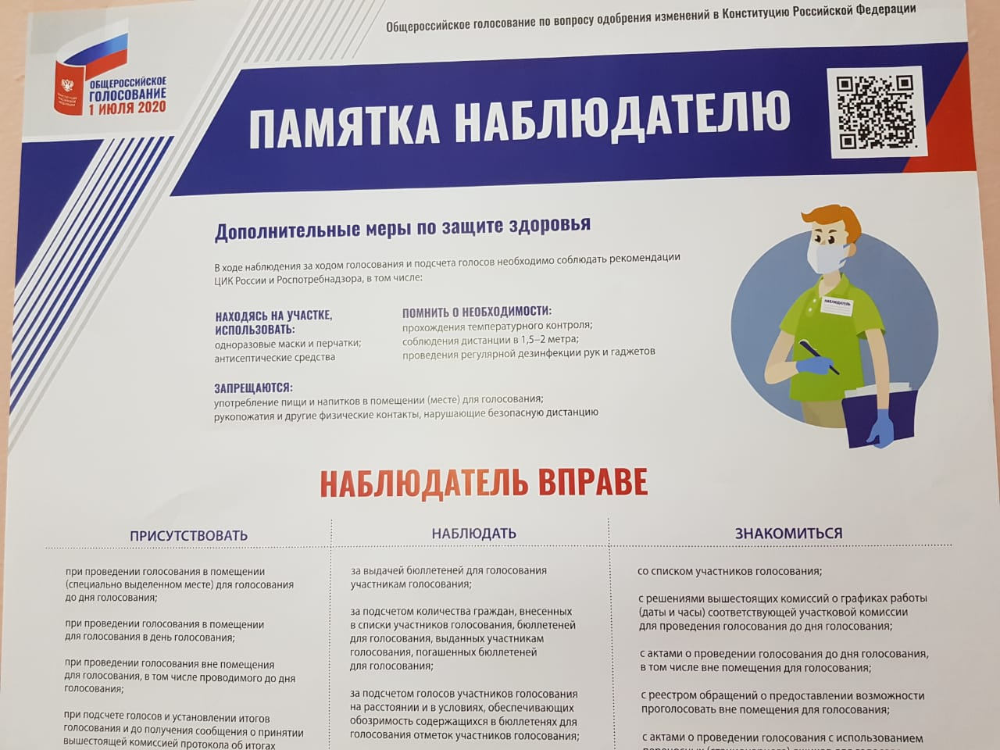 Общероссийское голосование по вопросу одобрения изменений в Конституцию Российской Федерации
ОБЩЕРОССИЙСКОЕ
ГОЛОСОВАНИЕ
1 ИЮЛЯ 2020
ПАМЯТКА НАБЛЮДАТЕЛЮ
Дополнительные меры по защите здоровья
В ходе наблюдения за ходом голосования и подсчета голосов необходимо соблюдать рекомендации
ЦИК России и Роспотребнадзора, в том числе:
НАХОДЯСЬ НА УЧАСТКЕ,
ИСПОЛЬЗОВАТЬ:
одноразовые маски и перчатки;
антисептические средства
ПОМНИТЬ О НЕОБХОДИМОСТИ:
прохождения температурного контроля;
соблюдения дистанции в 1,5–2 метра;
проведения регулярной дезинфекции рук и гаджетов
ЗАПРЕЩАЮТСЯ:
употребление пищи и напитков в помещении (месте) для голосования;
рукопожатия и другие физические контакты, нарушающие безопасную дистанцию
НАБЛЮДАТЕЛЬ
НАБЛЮДАТЕЛЬ ВПРАВЕ
ПРИСУТСТВОВАТЬ
при проведении голосования в помещении
(специально выделенном месте) для голосования
до дня голосования;
при проведении голосования в помещении
для голосования в день голосования;
при проведении голосования вне помещения
для голосования, в том числе проводимого до дня
голосования;
при подсчете голосов и установлении итогов
голосования и до получения сообщения о принятии
вышестоящей комиссией протокола об итогах
НАБЛЮДАТЬ
за выдачей бюллетеней для голосования
участникам голосования;
за подсчетом количества граждан, внесенных
в списки участников голосования, бюллетеней
для голосования, выданных участникам
голосования, погашенных бюллетеней
для голосования;
за подсчетом голосов участников голосования
на расстоянии и в условиях, обеспечивающих
обозримость содержащихся в бюллетенях для
голосования отметок участников голосования;
ЗНАКОМИТЬСЯ
со списком участников голосования;
с решениями вышестоящих комиссий о графиках работы
(даты и часы) соответствующей участковой комиссии
для проведения голосования до дня голосования;
с актами о проведении голосования до дня голосования,
в том числе вне помещения для голосования;
с реестром обращений о предоставлении возможности
проголосовать вне помещения для голосования;
с актами о проведении голосования с использованием